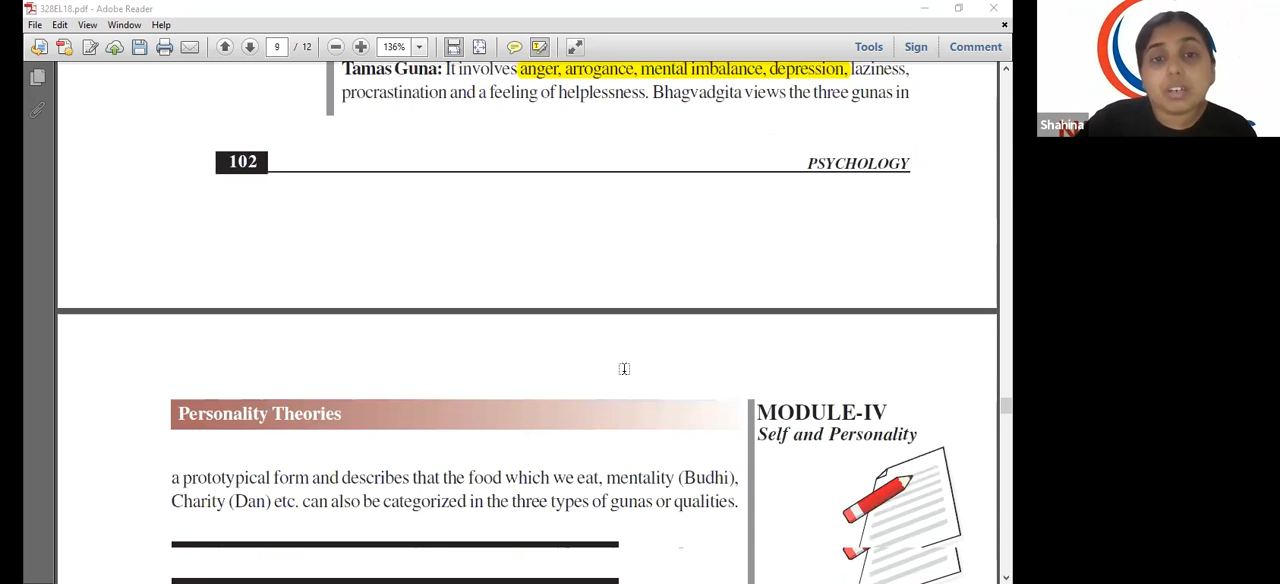 328EL18.pdf - Adobe Reader
File Edit View Window Help
9 / 12 136% Tools Sign Comment
Tamas Guna: It involves anger, arrogance, mental imbalance, depression, laziness,
procrastination and a feeling of helplessness. Bhagvadgita views the three gunas in
Shahina
102 PSYCHOLOGY
Personality Theories
MODULE-IV
Self and Personality
a prototypical form and describes that the food which we eat, mentality (Budhi),
Charity (Dan) etc. can also be categorized in the three types of gunas or qualities.